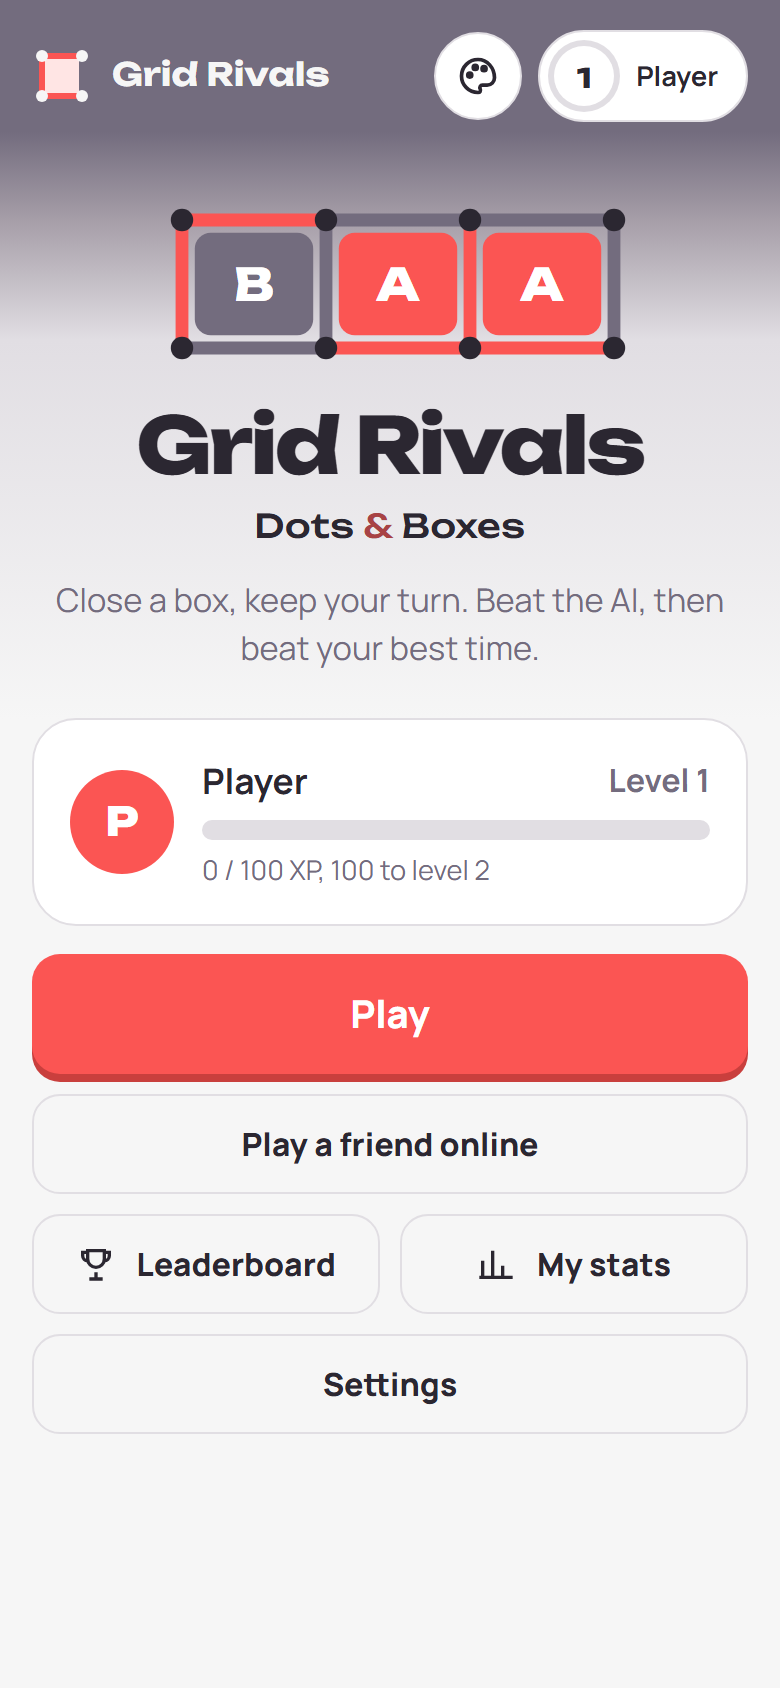 Grid Rivals
1 Player
B A A
Grid Rivals
Dots & Boxes
Close a box, keep your turn. Beat the AI, then
beat your best time.
P
Player Level 1
0 / 100 XP, 100 to level 2
Play
Play a friend online
Leaderboard My stats
Settings